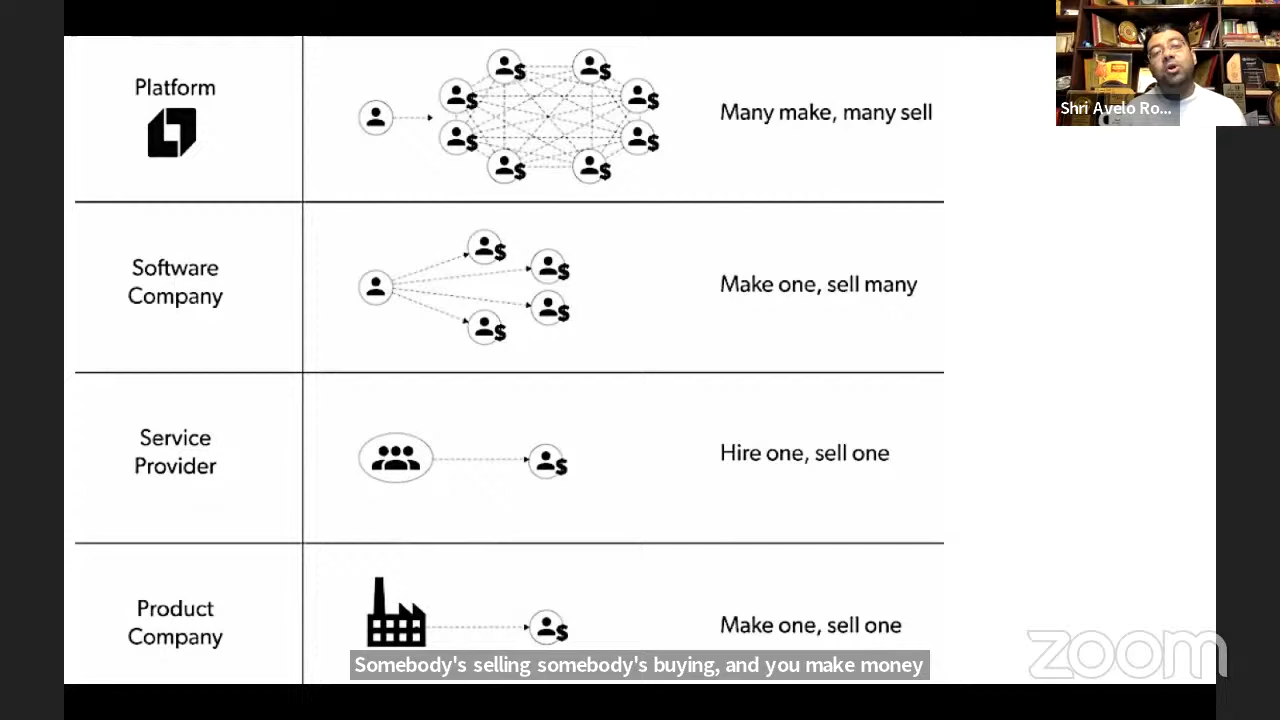 Platform
Many make, many sell
Shri Avelo Ro...
Software
Company
Make one, sell many
Service
Provider
Hire one, sell one
Product
Company
Make one, sell one
Somebody's selling somebody's buying, and you make money
zoom